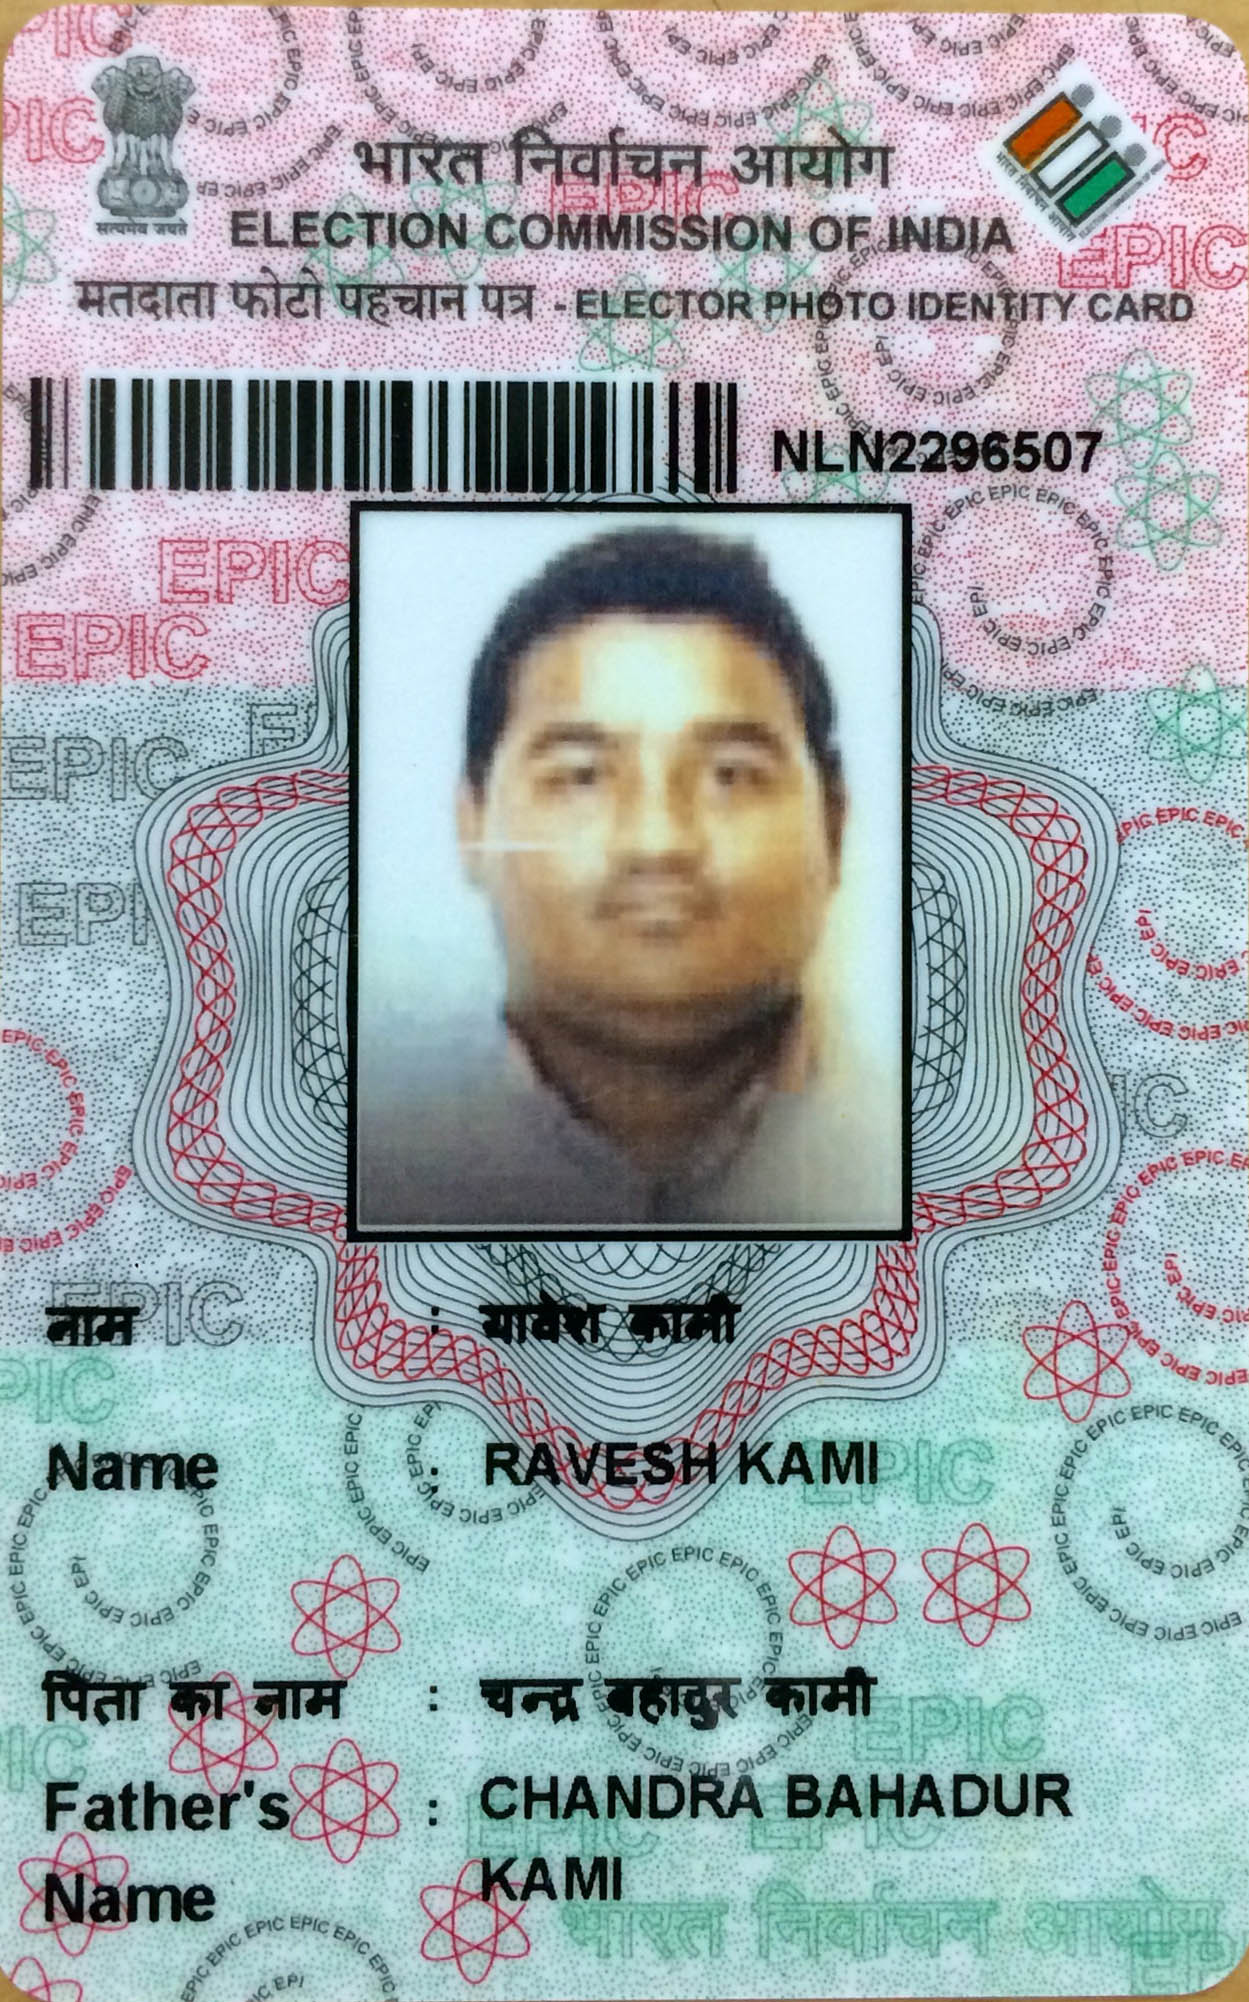 सत्यमेव जयते
भारत निर्वाचन आयोग
ELECTION COMMISSION OF INDIA
मतदाता फोटो पहचान पत्र - ELECTOR PHOTO IDENTITY CARD
NLN2296507
नाम : यावेश कामी
Name : RAVESH KAMI
पिता का नाम : चन्द्र बहादुर कामी
Father's : CHANDRA BAHADUR
Name KAMI
भारत निर्वाचन आयोग